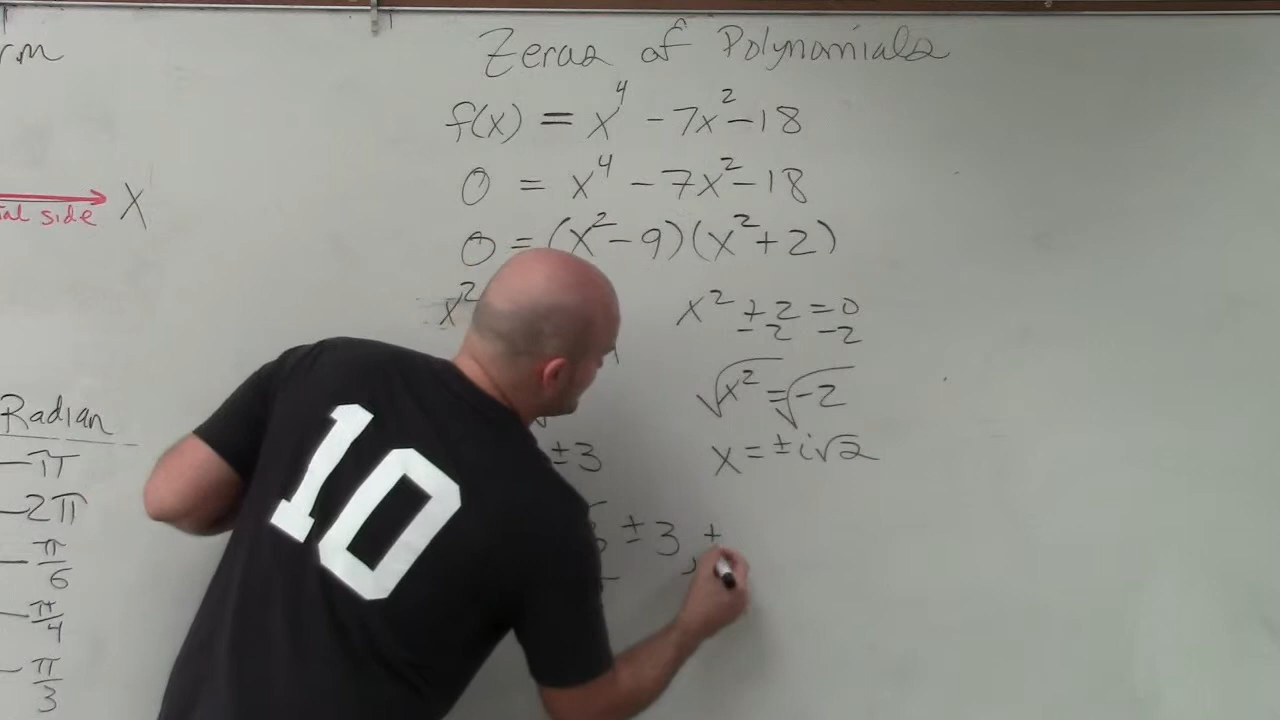 Zeros of Polynomials
f(x) = x⁴ - 7x² - 18
0 = x⁴ - 7x² - 18
0 = (x² - 9)(x² + 2)
x²
x² + 2 = 0
-2 -2
√x² = √-2
±3
x = ±i√2
±3, ±
rm
side
X
Radian
-π
-2π
-π/6
-π/4
-π/3
10